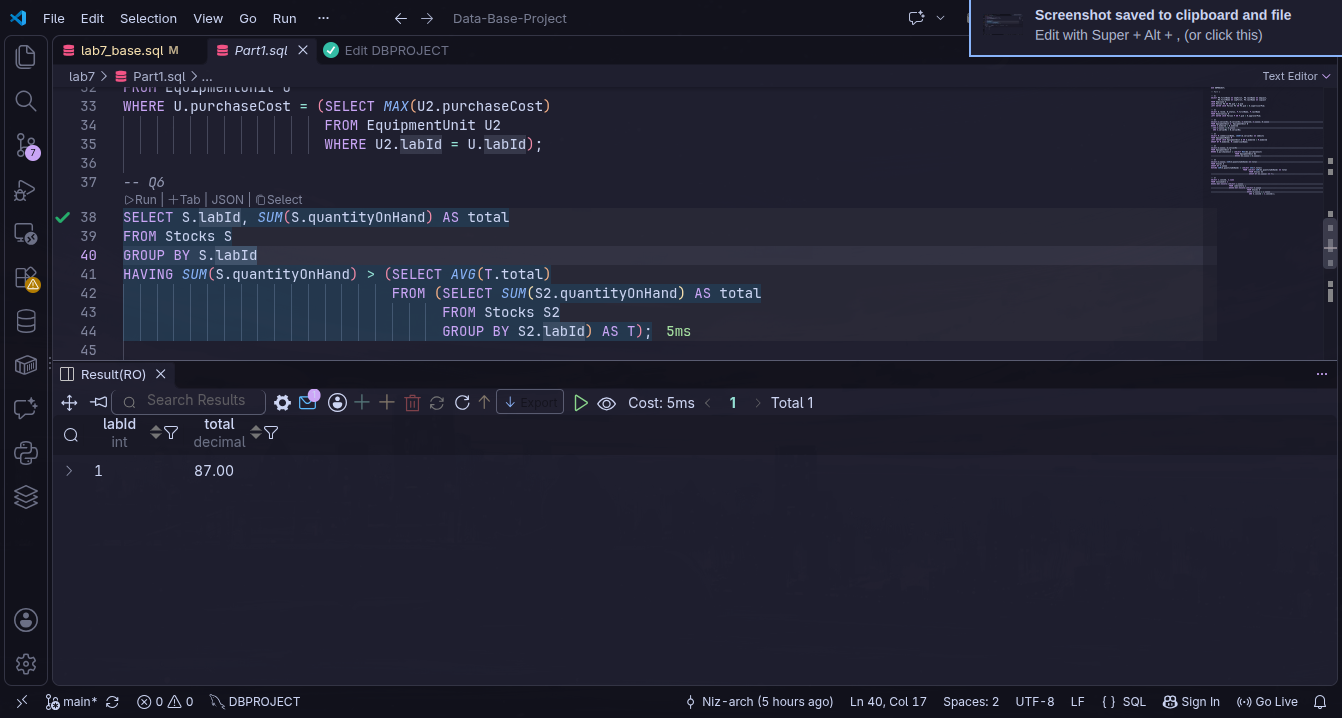 File Edit Selection View Go Run ··· ← → Data-Base-Project
Screenshot saved to clipboard and file
Edit with Super + Alt + , (or click this)
lab7_base.sql M Part1.sql Edit DBPROJECT
lab7 > Part1.sql > ...
Text Editor
32 FROM EquipmentUnit U
33 WHERE U.purchaseCost = (SELECT MAX(U2.purchaseCost)
34 FROM EquipmentUnit U2
35 WHERE U2.labId = U.labId);
36
37 -- Q6
Run | Tab | JSON | Select
38 SELECT S.labId, SUM(S.quantityOnHand) AS total
39 FROM Stocks S
40 GROUP BY S.labId
41 HAVING SUM(S.quantityOnHand) > (SELECT AVG(T.total)
42 FROM (SELECT SUM(S2.quantityOnHand) AS total
43 FROM Stocks S2
44 GROUP BY S2.labId) AS T); 5ms
45
7
Result(RO)
Search Results 1 Export Cost: 5ms < 1 > Total 1
labId total
int decimal
1 87.00
main* 0 0 DBPROJECT Niz-arch (5 hours ago) Ln 40, Col 17 Spaces: 2 UTF-8 LF { } SQL Sign In Go Live